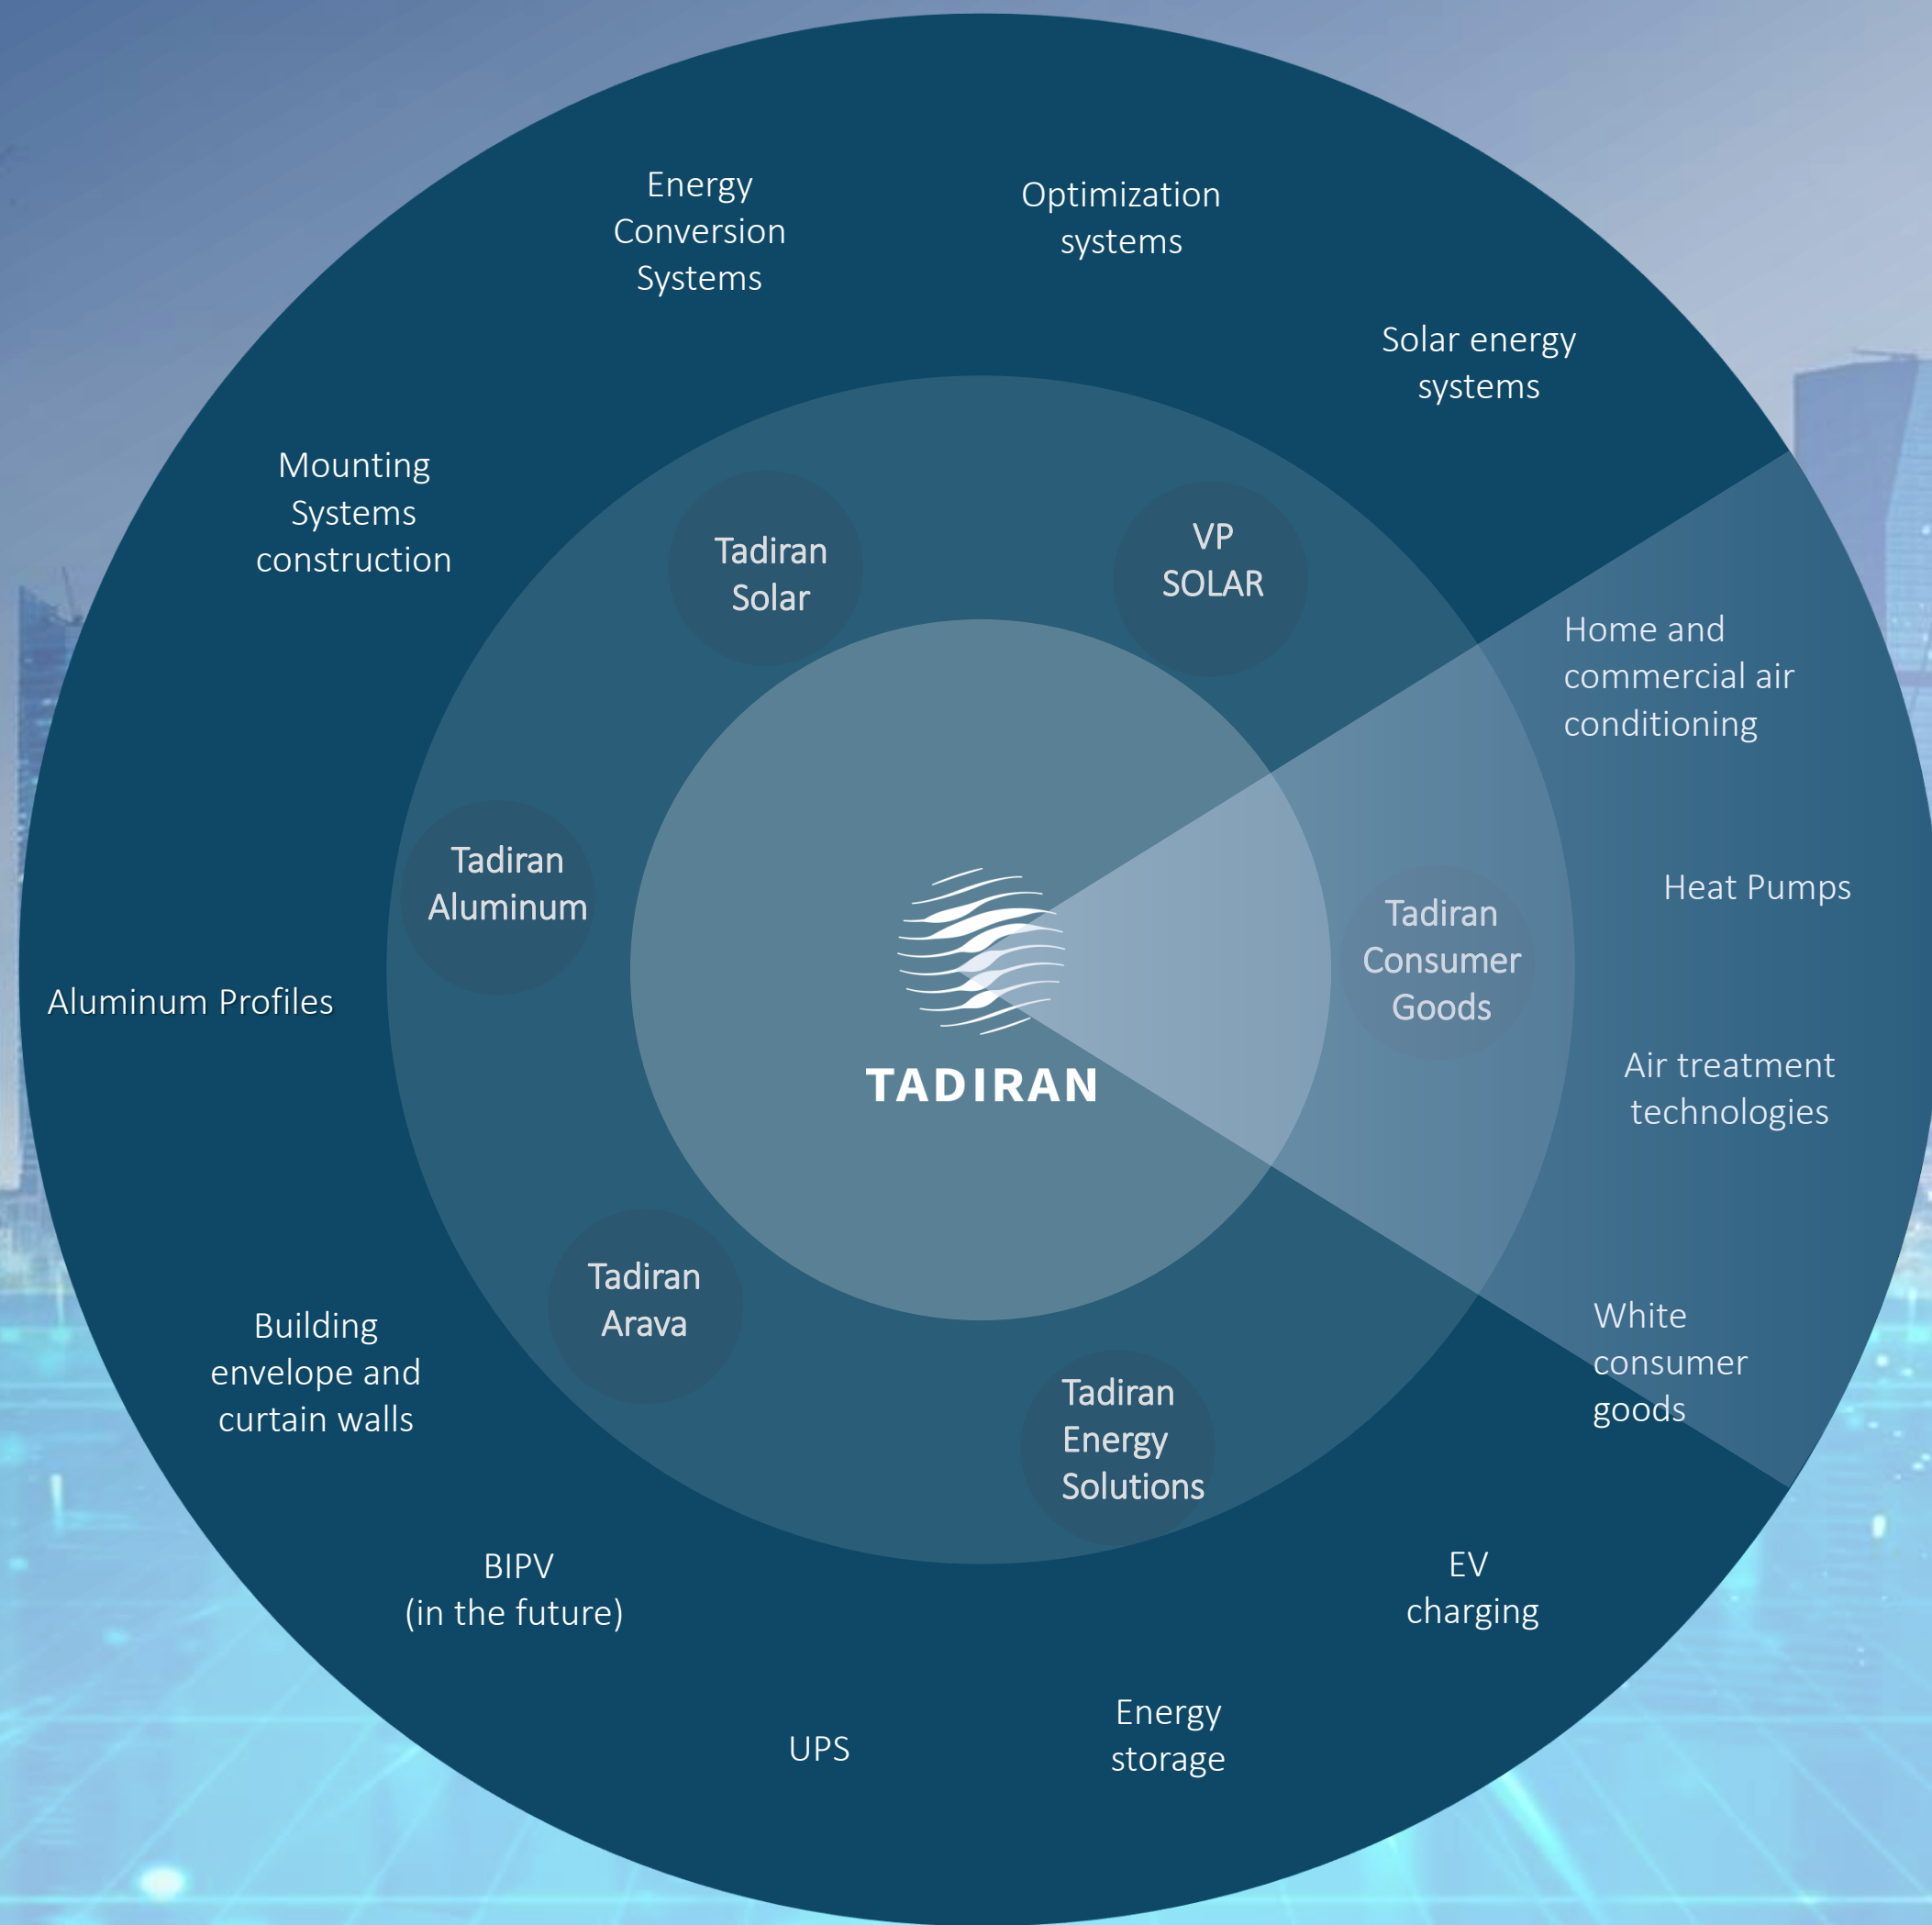 Energy
Conversion
Systems
Optimization
systems
Solar energy
systems
Mounting
Systems
construction
Tadiran
Solar
VP
SOLAR
Home and
commercial air
conditioning
Tadiran
Aluminum
Heat Pumps
Tadiran
Consumer
Goods
Aluminum Profiles
TADIRAN
Air treatment
technologies
Tadiran
Arava
Building
envelope and
curtain walls
White
consumer
goods
Tadiran
Energy
Solutions
BIPV
(in the future)
EV
charging
UPS
Energy
storage